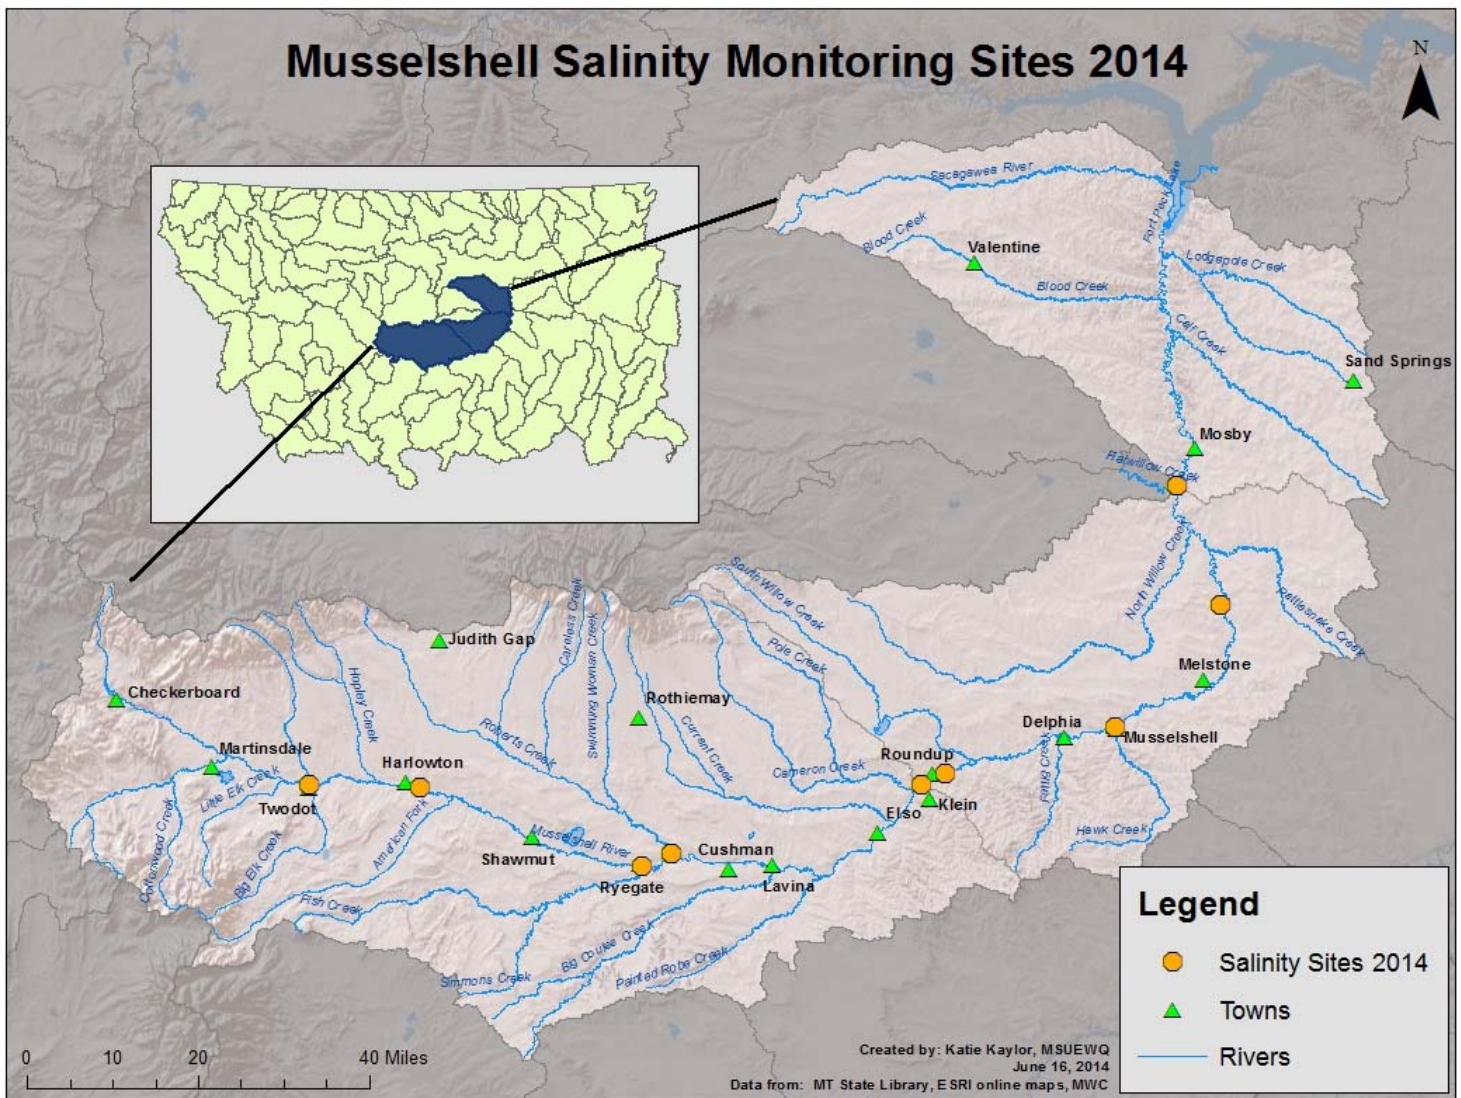 Musselshell Salinity Monitoring Sites 2014
N
Sacagawea River
Fort Peck Lake
Blood Creek
Valentine
Lodgepole Creek
Blood Creek
Calf Creek
Sand Springs
Mosby
Flatwillow Creek
North Willow Creek
Rattlesnake Creek
South Willow Creek
Careless Creek
Swimming Woman Creek
Judith Gap
Pole Creek
Hopley Creek
Melstone
Checkerboard
Rothiemay
Current Creek
Roberts Creek
Delphia
Musselshell
Martinsdale
Harlowton
Roundup
Cameron Creek
Fattig Creek
Little Elk Creek
Twodot
Klein
Elso
Cottonwood Creek
American Fork
Musselshell River
Hawk Creek
Big Elk Creek
Shawmut
Cushman
Ryegate
Lavina
Fish Creek
Big Coulee Creek
Simmons Creek
Painted Robe Creek
Legend
Salinity Sites 2014
Towns
Rivers
0 10 20 40 Miles
Created by: Katie Kaylor, MSUEWQ
June 16, 2014
Data from: MT State Library, ESRI online maps, MWC